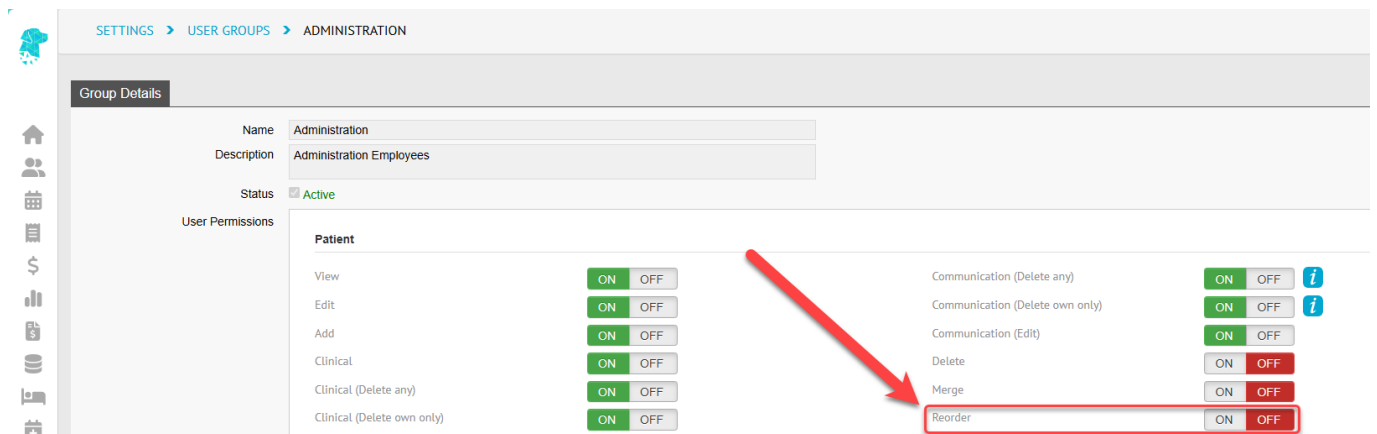 SETTINGS > USER GROUPS > ADMINISTRATION
Group Details
Name Administration
Description Administration Employees
Status Active
User Permissions
Patient
View ON OFF Communication (Delete any) ON OFF i
Edit ON OFF Communication (Delete own only) ON OFF i
Add ON OFF Communication (Edit) ON OFF
Clinical ON OFF Delete ON OFF
Clinical (Delete any) ON OFF Merge ON OFF
Clinical (Delete own only) ON OFF Reorder ON OFF